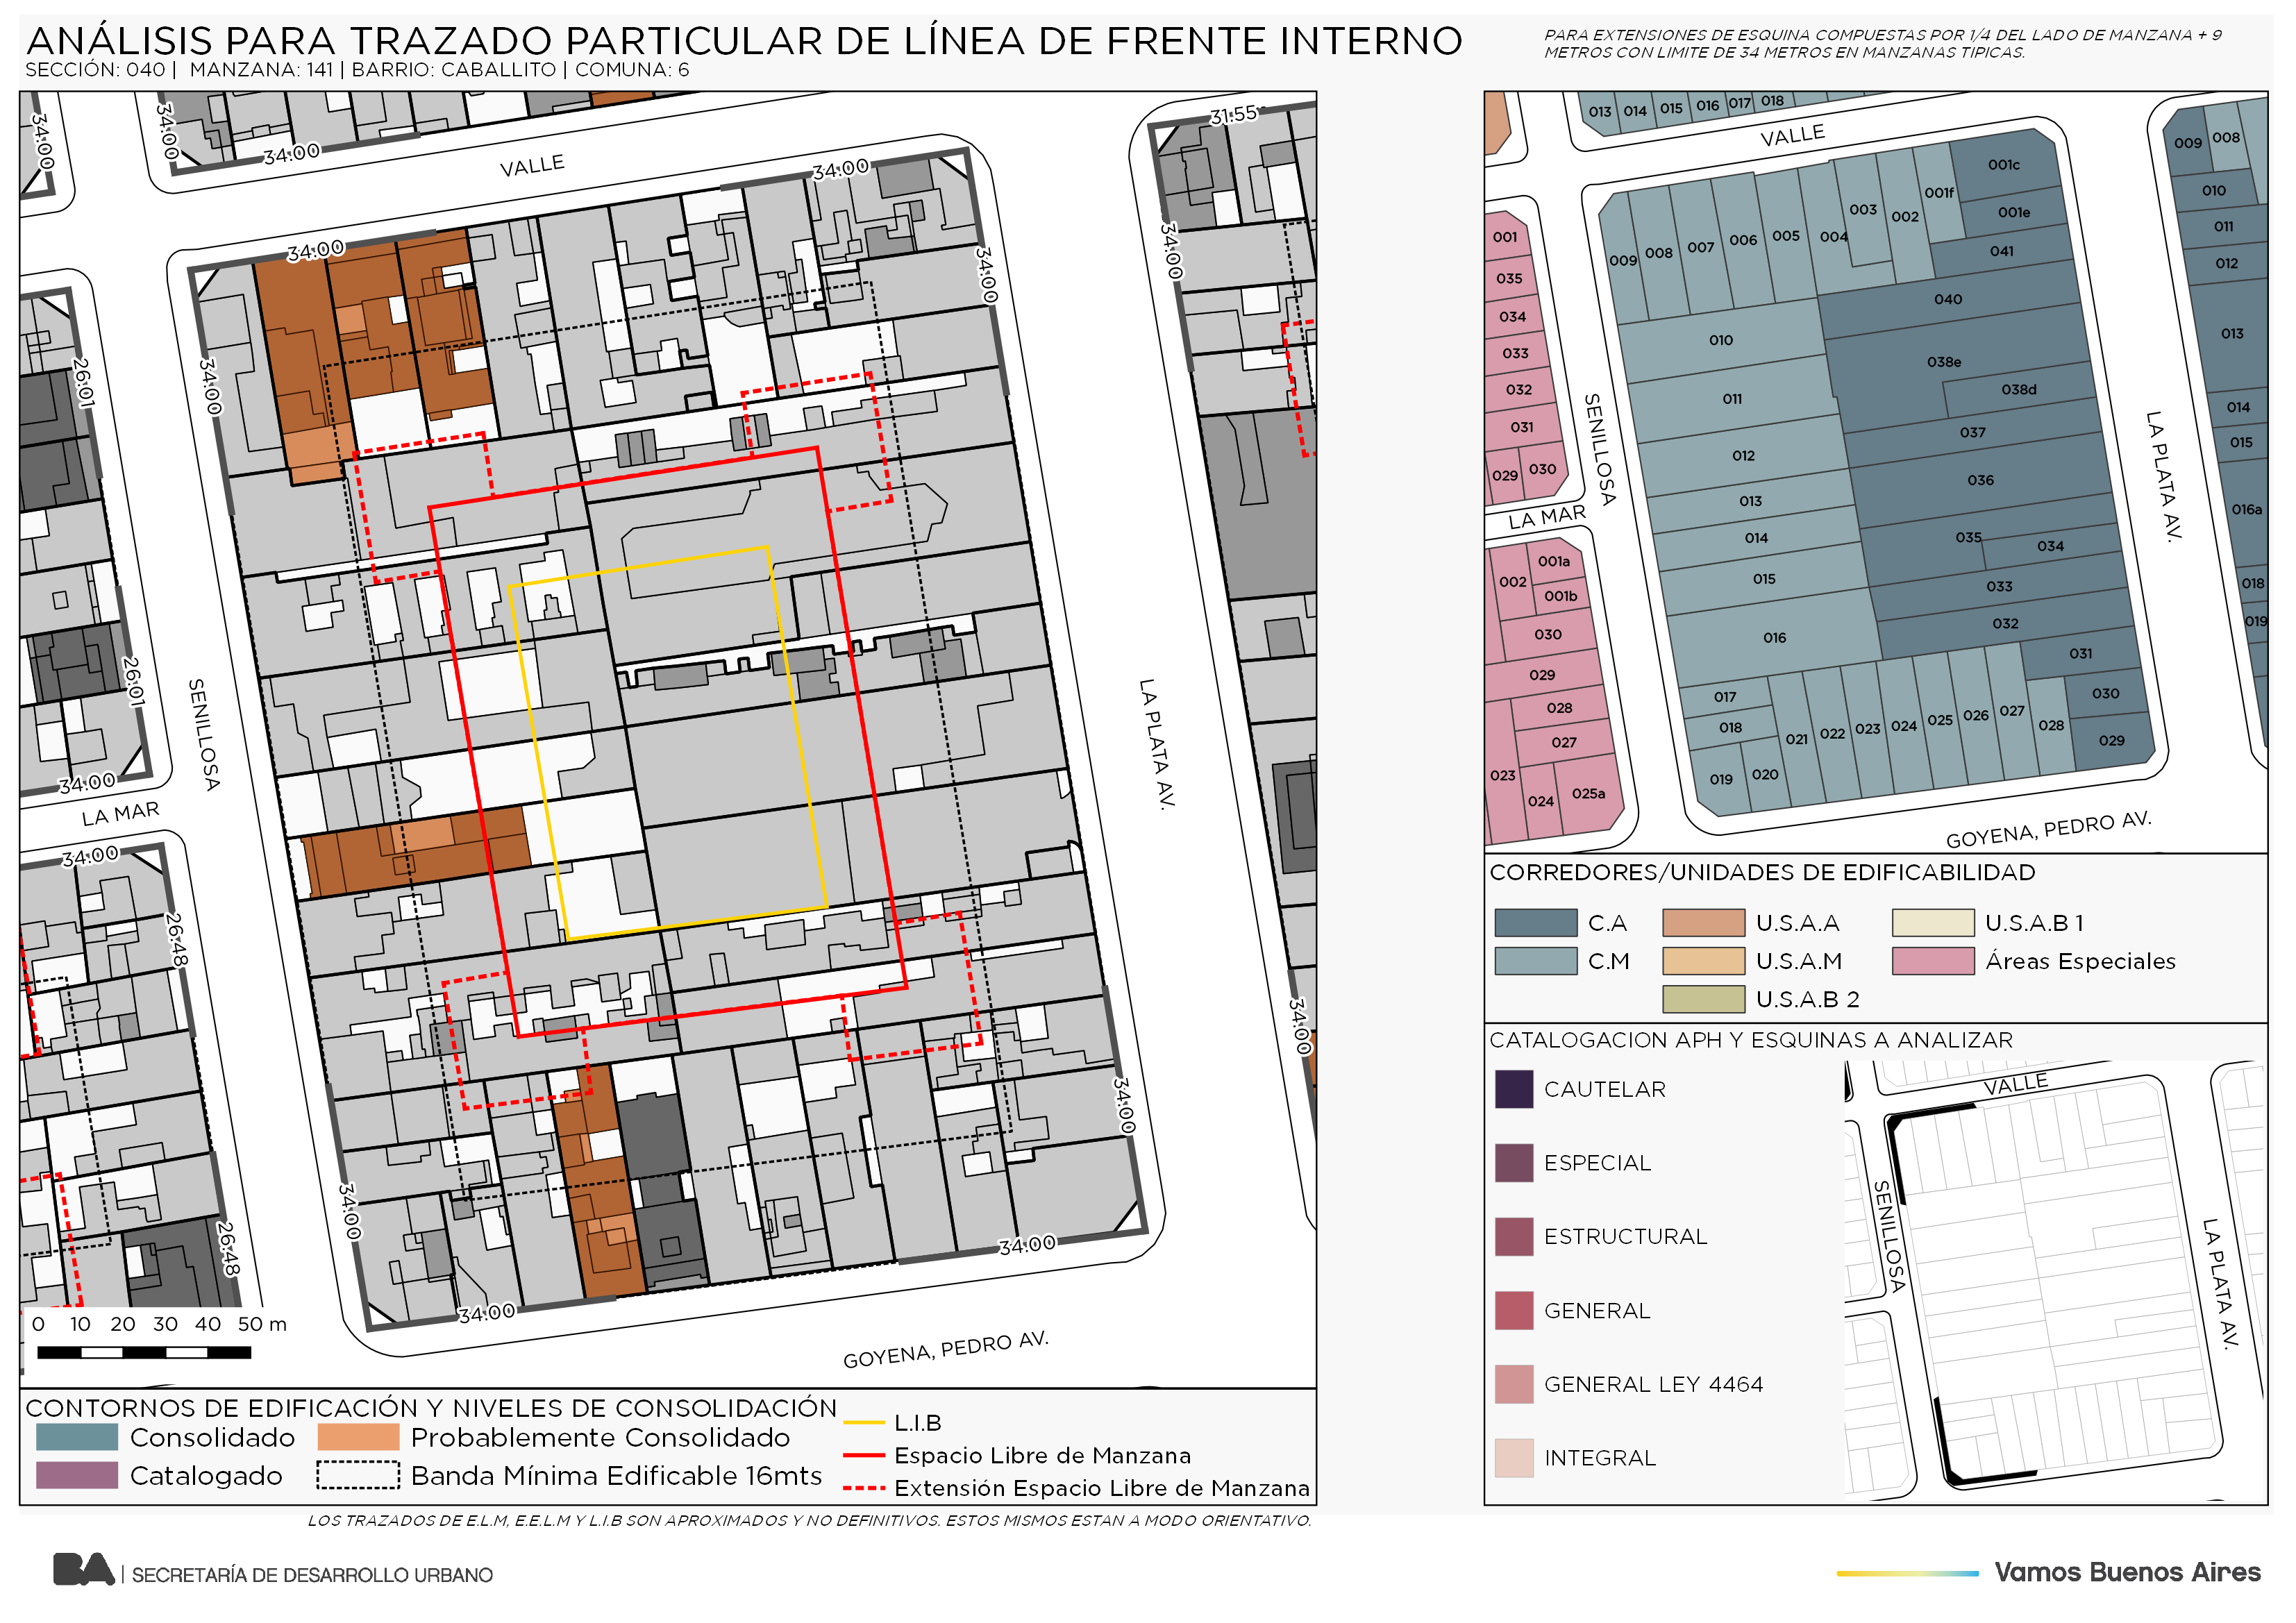 ANÁLISIS PARA TRAZADO PARTICULAR DE LÍNEA DE FRENTE INTERNO
SECCIÓN: 040 | MANZANA: 141 | BARRIO: CABALLITO | COMUNA: 6
PARA EXTENSIONES DE ESQUINA COMPUESTAS POR 1/4 DEL LADO DE MANZANA + 9
METROS CON LIMITE DE 34 METROS EN MANZANAS TIPICAS.
34:00
34:00
34:00
VALLE
34:00
31:55
34:00
34:00
34:00
34:00
26:01
34:00
SENILLOSA
LA PLATA AV.
26:01
34:00
LA MAR
34:00
26:48
34:00
34:00
34:00
26:48
34:00
34:00
GOYENA, PEDRO AV.
0 10 20 30 40 50 m
CONTORNOS DE EDIFICACIÓN Y NIVELES DE CONSOLIDACIÓN
Consolidado
Probablemente Consolidado
Catalogado
Banda Mínima Edificable 16mts
L.I.B
Espacio Libre de Manzana
Extensión Espacio Libre de Manzana
LOS TRAZADOS DE E.L.M, E.E.L.M Y L.I.B SON APROXIMADOS Y NO DEFINITIVOS. ESTOS MISMOS ESTAN A MODO ORIENTATIVO.
013 014 015 016 017 018
VALLE
009 008
010
011
012
013
014
015
016a
018
019
001
035
034
033
032
031
029 030
LA MAR
SENILLOSA
001a
002
001b
030
029
028
027
023
024
025a
009 008 007 006 005 004 003 002 001f
001c
001e
041
040
010
038e
038d
011
037
012
036
013
014
035
034
015
033
016
032
031
017
030
018
029
019 020 021 022 023 024 025 026 027 028
LA PLATA AV.
GOYENA, PEDRO AV.
CORREDORES/UNIDADES DE EDIFICABILIDAD
C.A
U.S.A.A
U.S.A.B 1
C.M
U.S.A.M
Áreas Especiales
U.S.A.B 2
CATALOGACION APH Y ESQUINAS A ANALIZAR
CAUTELAR
ESPECIAL
ESTRUCTURAL
GENERAL
GENERAL LEY 4464
INTEGRAL
VALLE
SENILLOSA
LA PLATA AV.
BA | SECRETARÍA DE DESARROLLO URBANO
Vamos Buenos Aires